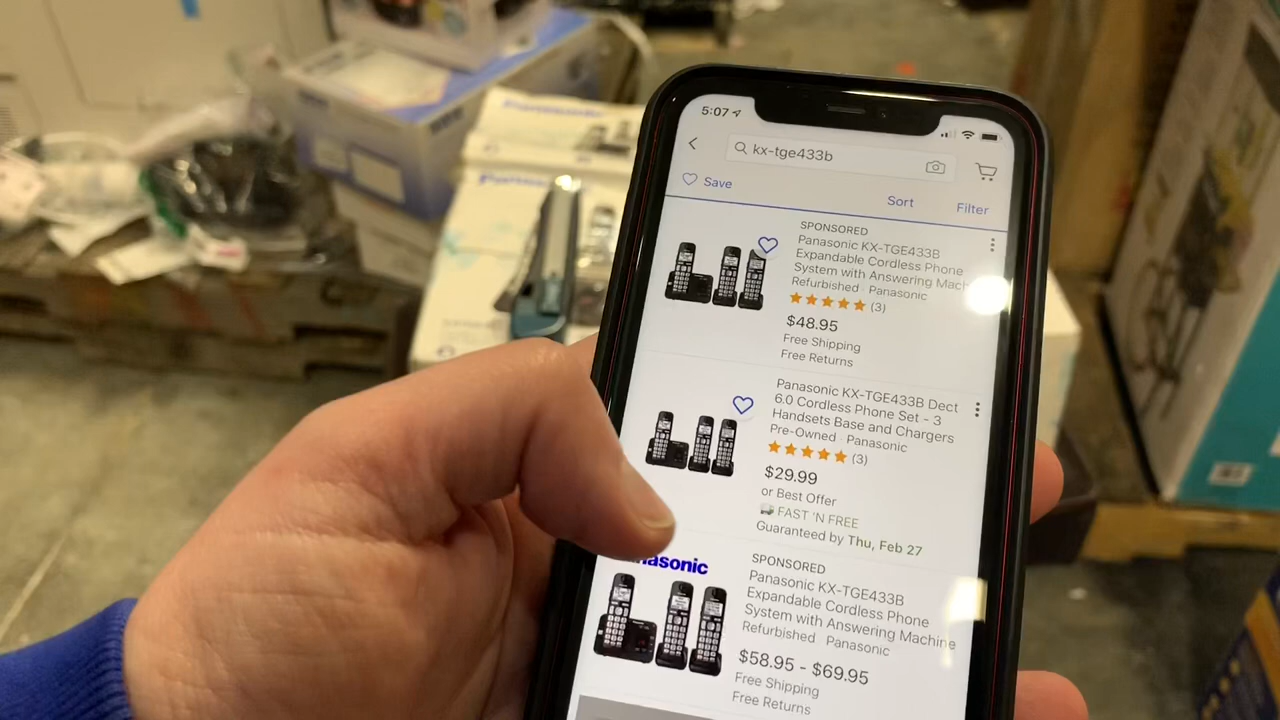 Panasonic
Panasonic
5:07
kx-tge433b
Save
Sort
Filter
SPONSORED
Panasonic KX-TGE433B
Expandable Cordless Phone
System with Answering Mach
Refurbished · Panasonic
(3)
$48.95
Free Shipping
Free Returns
Panasonic KX-TGE433B Dect
6.0 Cordless Phone Set - 3
Handsets Base and Chargers
Pre-Owned · Panasonic
(3)
$29.99
or Best Offer
FAST 'N FREE
Guaranteed by Thu, Feb 27
nasonic
SPONSORED
Panasonic KX-TGE433B
Expandable Cordless Phone
System with Answering Machine
Refurbished · Panasonic
$58.95 - $69.95
Free Shipping
Free Returns